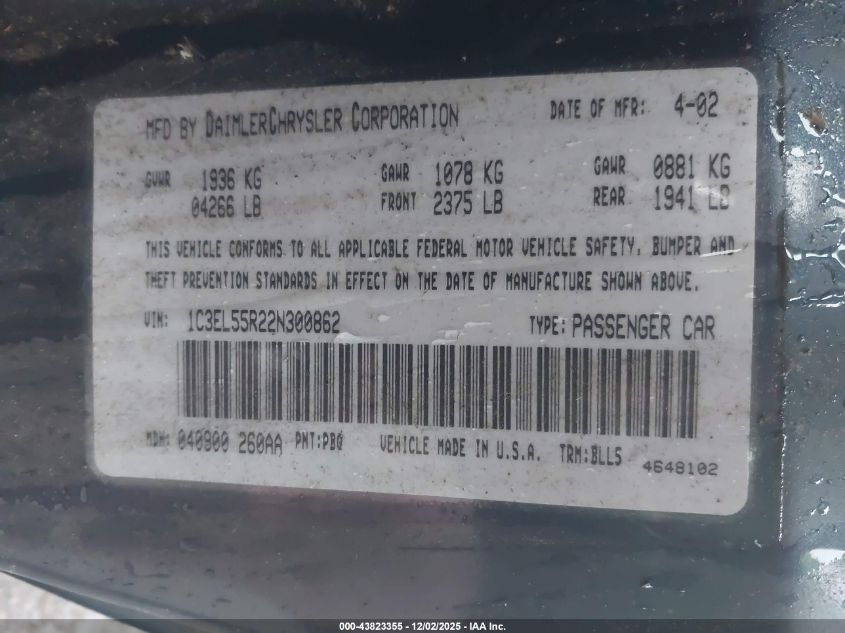 MFD BY DAIMLERCHRYSLER CORPORATION DATE OF MFR: 4-02
GVWR 1936 KG GAWR 1078 KG GAWR 0881 KG
04266 LB FRONT 2375 LB REAR 1941 LB
THIS VEHICLE CONFORMS TO ALL APPLICABLE FEDERAL MOTOR VEHICLE SAFETY, BUMPER AND
THEFT PREVENTION STANDARDS IN EFFECT ON THE DATE OF MANUFACTURE SHOWN ABOVE.
VIN: 1C3EL55R22N300862 TYPE: PASSENGER CAR
MDH: 040900 260AA PNT:PBQ VEHICLE MADE IN U.S.A. TRM:BLL5 4648102
000-43823355 - 12/02/2025 - IAA Inc.